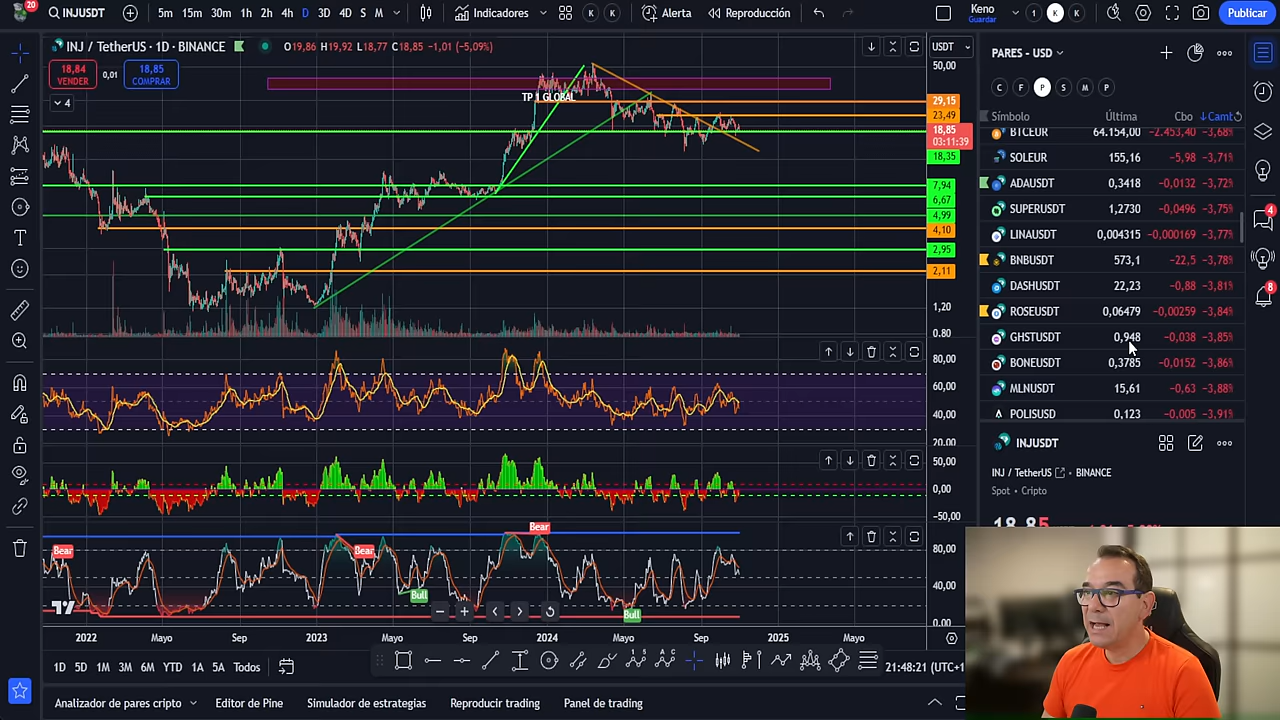 20
INJUSDT
5m 15m 30m 1h 2h 4h D 3D 4D S M
Indicadores
K K
Alerta
Reproducción
Keno
Guardar
1 K K
Publicar
INJ / TetherUS · 1D · BINANCE
O19,86 H19,92 L18,77 C18,85 −1,01 (−5,09%)
18,84
VENDER
0,01
18,85
COMPRAR
4
TP 1 GLOBAL
USDT
50,00
29,15
23,49
18,85
03:11:39
18,35
7,94
6,67
4,99
4,10
2,95
2,11
1,20
0.80
80,00
60,00
40,00
20,00
50,00
0,00
−50,00
Bear
Bear
Bear
Bull
Bull
80,00
40,00
0.00
2022 Mayo Sep 2023 Mayo Sep 2024 Mayo Sep 2025 Mayo
1D 5D 1M 3M 6M YTD 1A 5A Todos
21:48:21 (UTC+1
Analizador de pares cripto
Editor de Pine
Simulador de estrategias
Reproducir trading
Panel de trading
PARES - USD
C F P S M P
Símbolo Última Cbo Camb
BTCEUR 64.154,00 −2.453,40 −3,68%
SOLEUR 155,16 −5,98 −3,71%
ADAUSDT 0,3418 −0,0132 −3,72%
SUPERUSDT 1,2730 −0,0496 −3,75%
LINAUSDT 0,004315 −0,000169 −3,77%
BNBUSDT 573,1 −22,5 −3,78%
DASHUSDT 22,23 −0,88 −3,81%
ROSEUSDT 0,06479 −0,00259 −3,84%
GHSTUSDT 0,948 −0,038 −3,85%
BONEUSDT 0,3785 −0,0152 −3,86%
MLNUSDT 15,61 −0,63 −3,88%
POLISUSD 0,123 −0,005 −3,91%
INJUSDT
INJ / TetherUS · BINANCE
Spot · Cripto
18,85
4
8